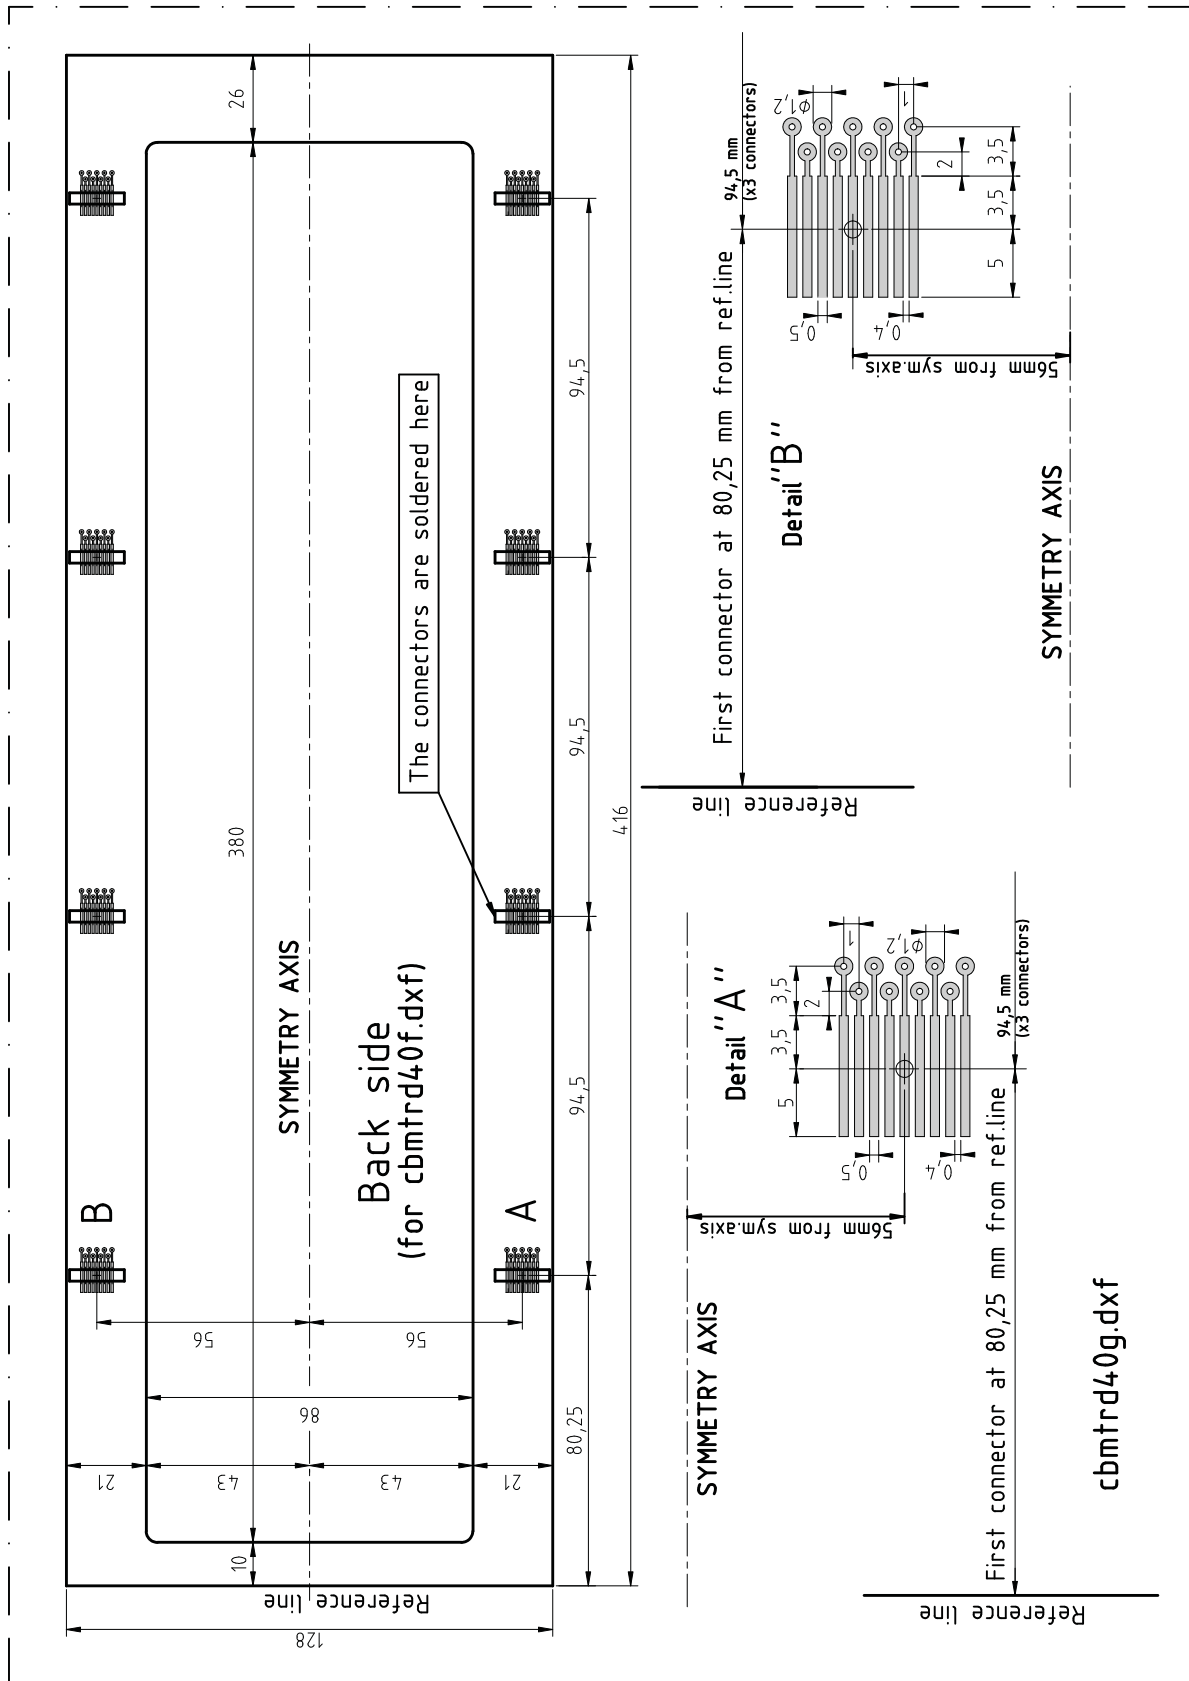 26
94,5
94,5
94,5
80,25
416
380
10
128
21
43
43
21
86
56
56
B
A
SYMMETRY AXIS
Back side
(for cbmtrd40f.dxf)
The connectors are soldered here
Reference line
94,5 mm
(x3 connectors)
First connector at 80,25 mm from ref.line
Detail ''B''
ø1,2
1
2
3,5
3,5
5
0,5
0,4
56mm from sym.axis
SYMMETRY AXIS
Reference line
SYMMETRY AXIS
Detail ''A''
1
ø1,2
3,5
2
3,5
5
0,5
0,4
56mm from sym.axis
94,5 mm
(x3 connectors)
First connector at 80,25 mm from ref.line
Reference line
cbmtrd40g.dxf